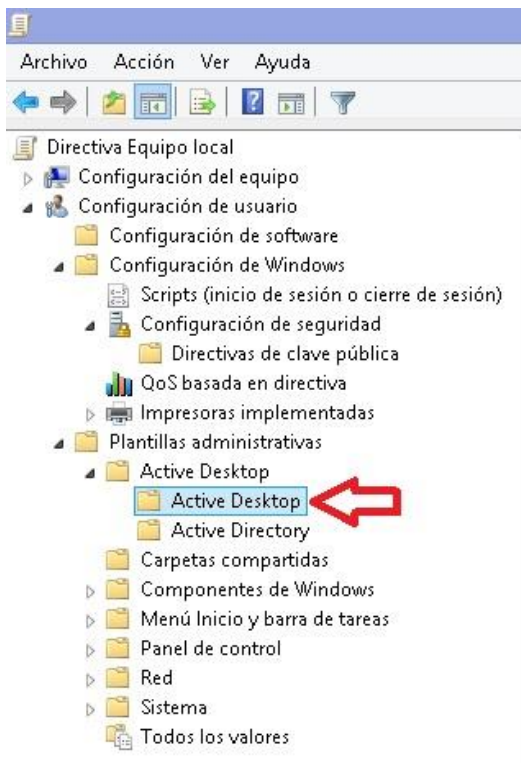 Archivo Acción Ver Ayuda
Directiva Equipo local
Configuración del equipo
Configuración de usuario
Configuración de software
Configuración de Windows
Scripts (inicio de sesión o cierre de sesión)
Configuración de seguridad
Directivas de clave pública
QoS basada en directiva
Impresoras implementadas
Plantillas administrativas
Active Desktop
Active Desktop
Active Directory
Carpetas compartidas
Componentes de Windows
Menú Inicio y barra de tareas
Panel de control
Red
Sistema
Todos los valores